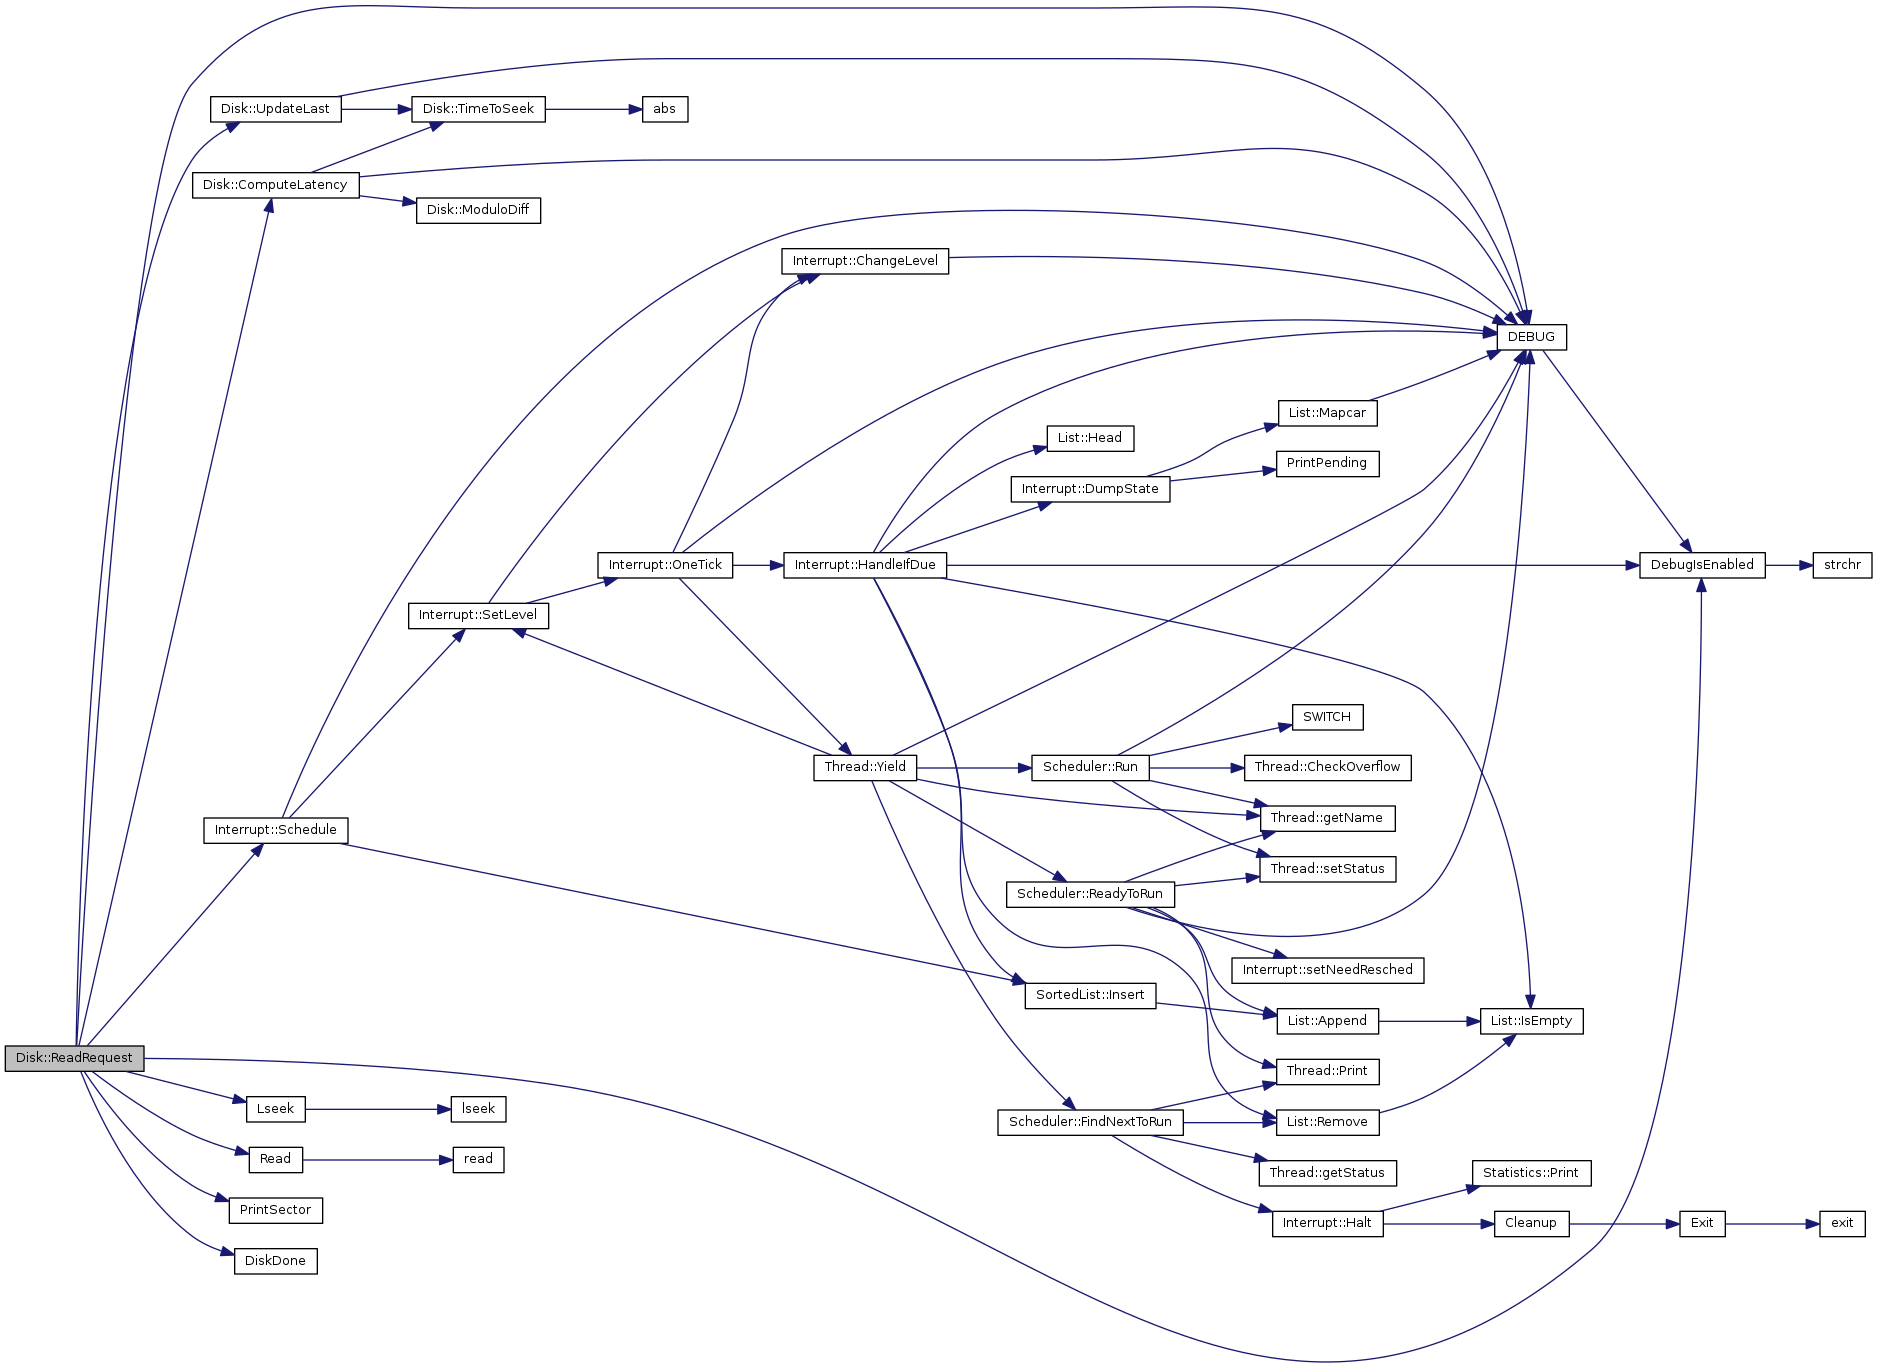 Disk::UpdateLast
Disk::TimeToSeek
abs
Disk::ComputeLatency
Disk::ModuloDiff
Interrupt::ChangeLevel
DEBUG
List::Mapcar
List::Head
PrintPending
Interrupt::DumpState
Interrupt::OneTick
Interrupt::HandleIfDue
DebugIsEnabled
strchr
Interrupt::SetLevel
SWITCH
Thread::Yield
Scheduler::Run
Thread::CheckOverflow
Thread::getName
Interrupt::Schedule
Thread::setStatus
Scheduler::ReadyToRun
Interrupt::setNeedResched
SortedList::Insert
List::Append
List::IsEmpty
Disk::ReadRequest
Thread::Print
Lseek
lseek
Scheduler::FindNextToRun
List::Remove
Read
read
Thread::getStatus
Statistics::Print
PrintSector
Interrupt::Halt
Cleanup
Exit
exit
DiskDone